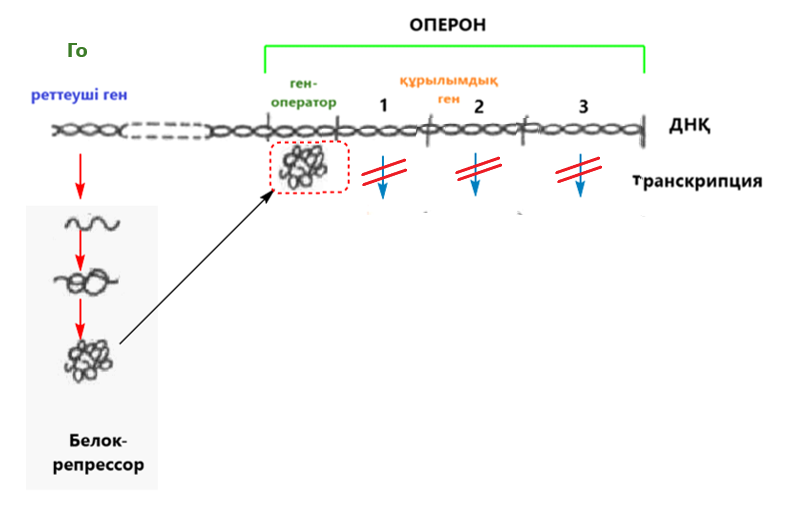 ОПЕРОН
Го
реттеуші ген
ген-
оператор
құрылымдық
ген
1
2
3
ДНҚ
Транскрипция
Белок-
репрессор